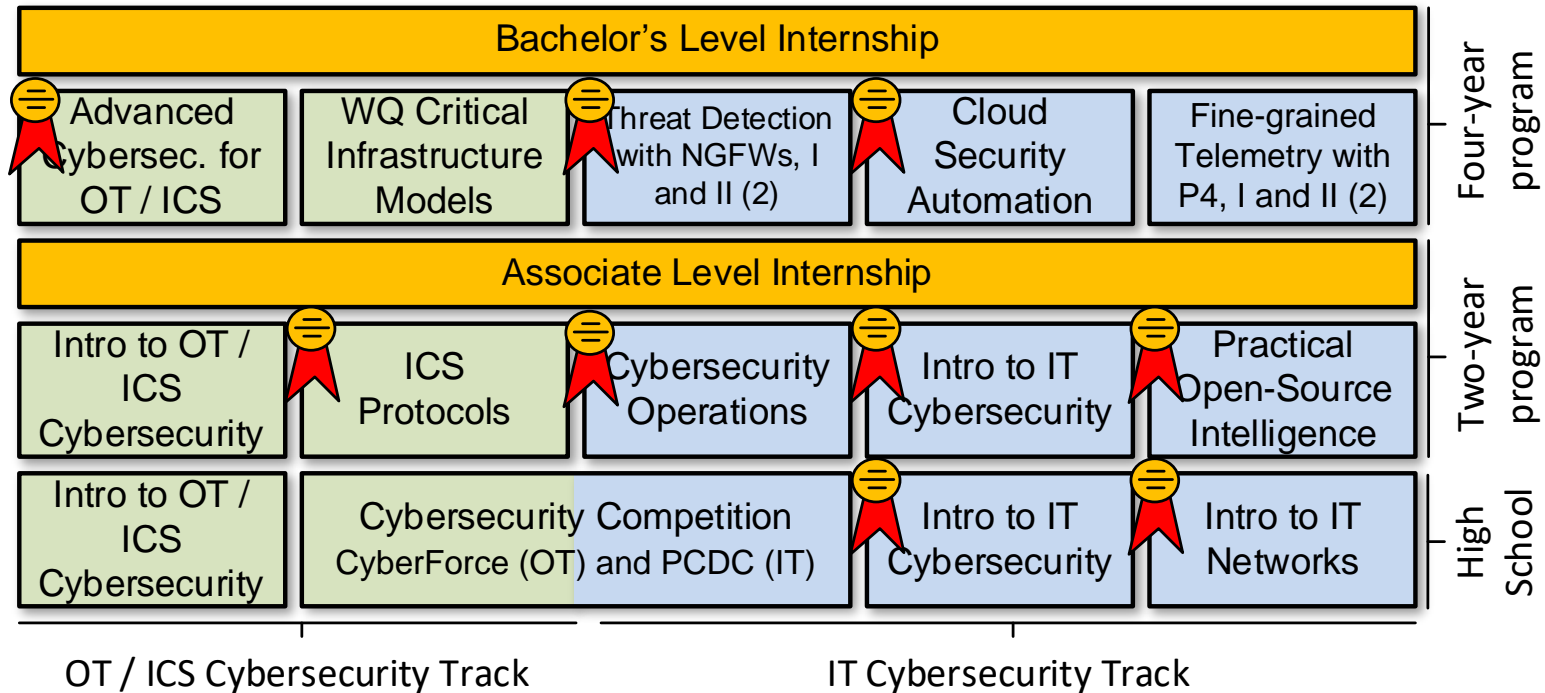 Bachelor's Level Internship
Advanced
Cybersec. for
OT / ICS
WQ Critical
Infrastructure
Models
Threat Detection
with NGFWs, I
and II (2)
Cloud
Security
Automation
Fine-grained
Telemetry with
P4, I and II (2)
Four-year
program
Associate Level Internship
Intro to OT /
ICS
Cybersecurity
ICS
Protocols
Cybersecurity
Operations
Intro to IT
Cybersecurity
Practical
Open-Source
Intelligence
Two-year
program
Intro to OT /
ICS
Cybersecurity
Cybersecurity Competition
CyberForce (OT) and PCDC (IT)
Intro to IT
Cybersecurity
Intro to IT
Networks
High
School
OT / ICS Cybersecurity Track
IT Cybersecurity Track